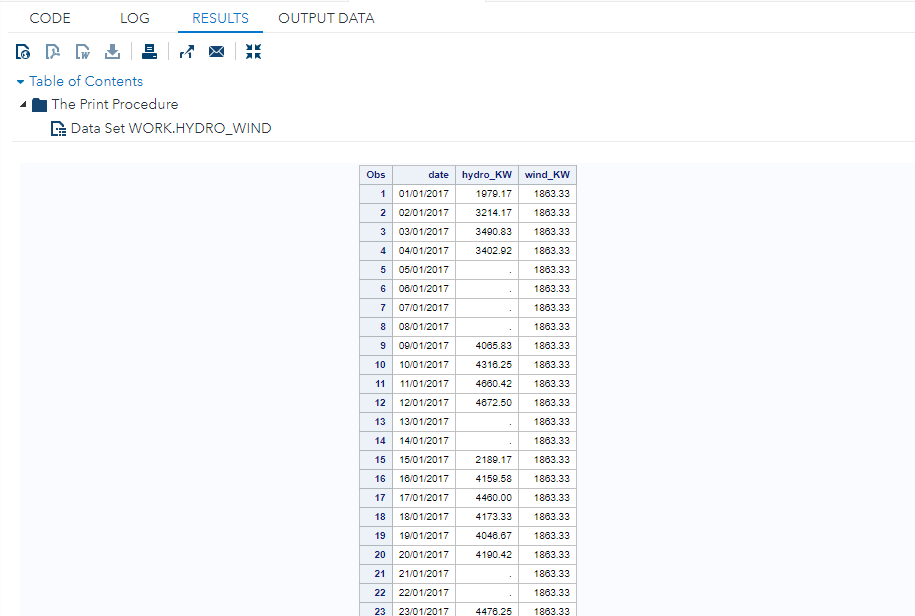 CODE LOG RESULTS OUTPUT DATA
Table of Contents
The Print Procedure
Data Set WORK.HYDRO_WIND
Obs date hydro_KW wind_KW
1 01/01/2017 1979.17 1863.33
2 02/01/2017 3214.17 1863.33
3 03/01/2017 3490.83 1863.33
4 04/01/2017 3402.92 1863.33
5 05/01/2017 . 1863.33
6 06/01/2017 . 1863.33
7 07/01/2017 . 1863.33
8 08/01/2017 . 1863.33
9 09/01/2017 4065.83 1863.33
10 10/01/2017 4316.25 1863.33
11 11/01/2017 4660.42 1863.33
12 12/01/2017 4672.50 1863.33
13 13/01/2017 . 1863.33
14 14/01/2017 . 1863.33
15 15/01/2017 2189.17 1863.33
16 16/01/2017 4159.58 1863.33
17 17/01/2017 4460.00 1863.33
18 18/01/2017 4173.33 1863.33
19 19/01/2017 4046.67 1863.33
20 20/01/2017 4190.42 1863.33
21 21/01/2017 . 1863.33
22 22/01/2017 . 1863.33
23 23/01/2017 4476.25 1863.33